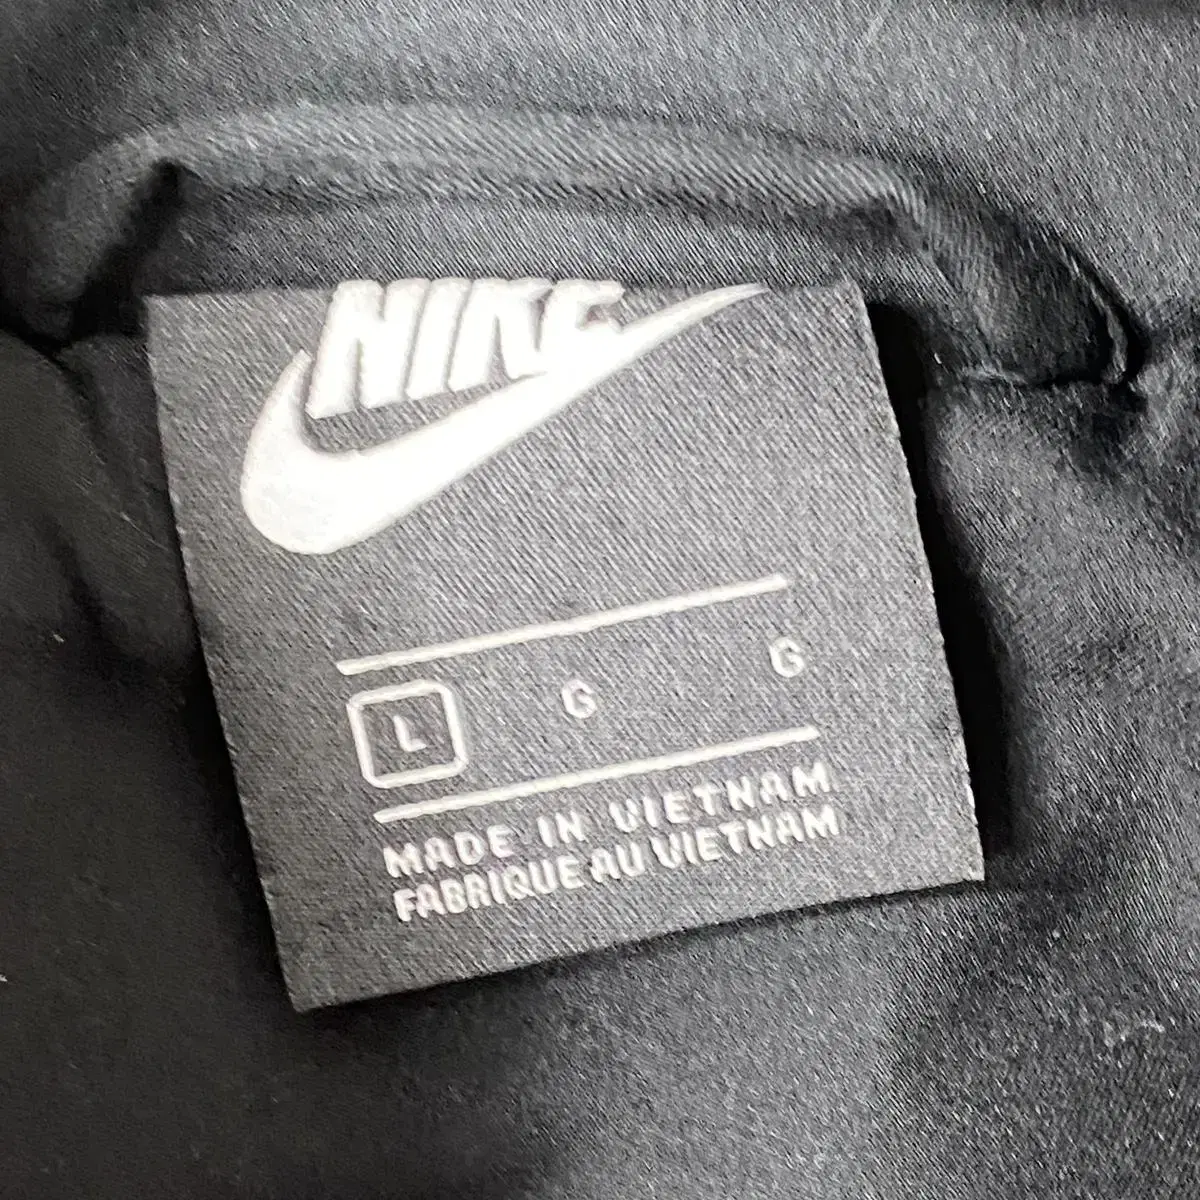 NIKE
L G G
MADE IN VIETNAM
FABRIQUE AU VIETNAM